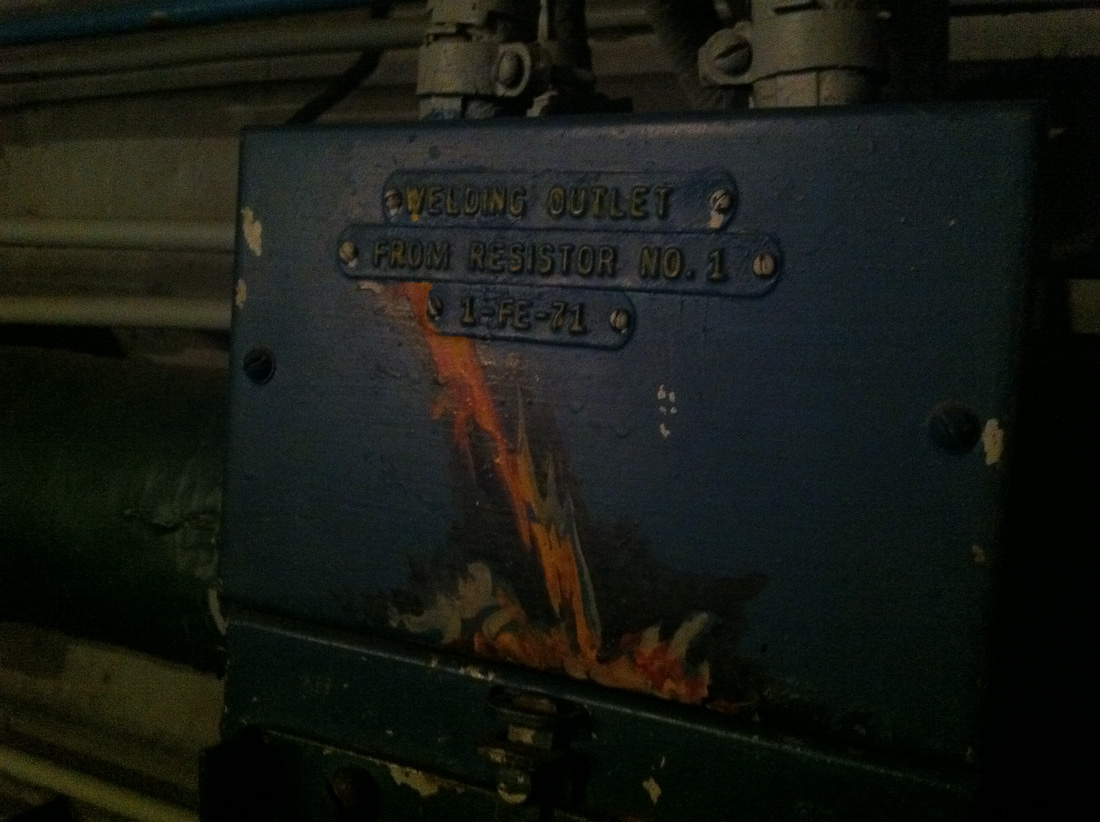 WELDING OUTLET
FROM RESISTOR NO. 1
1-FE-71